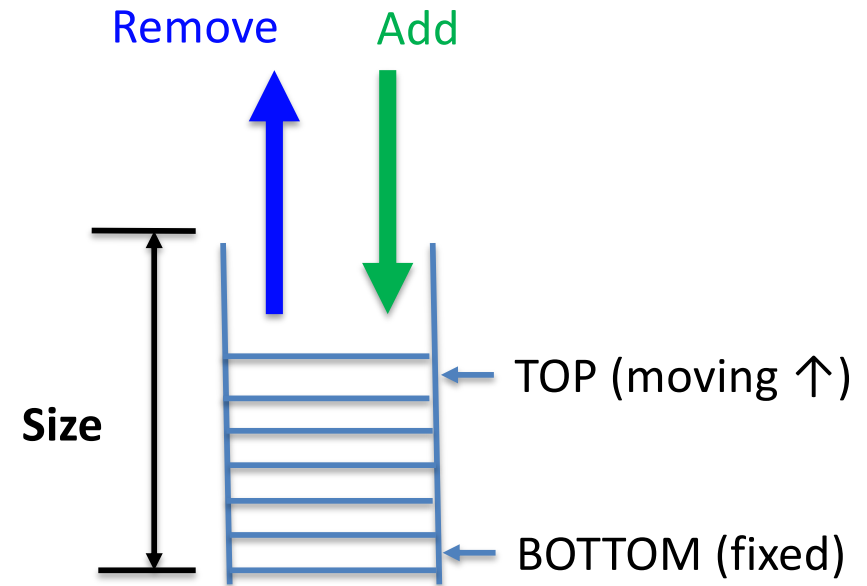 Remove
Add
TOP (moving ↑)
Size
BOTTOM (fixed)